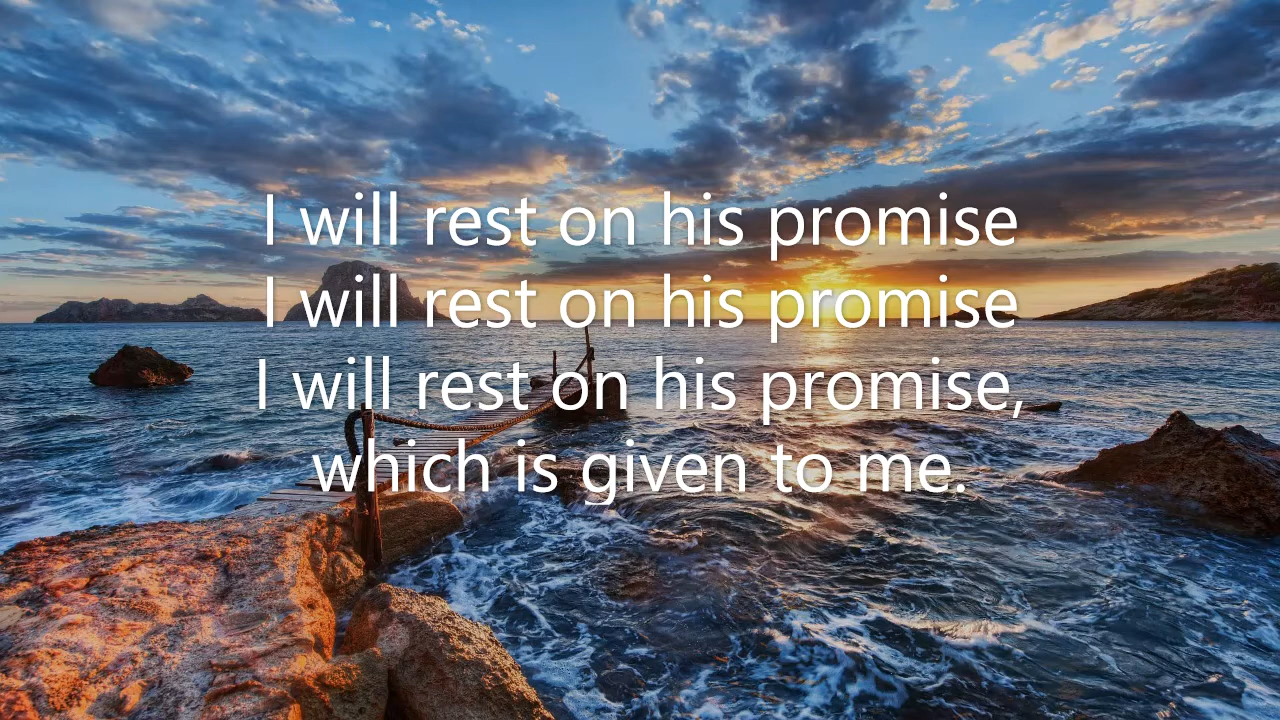 I will rest on his promise
I will rest on his promise
I will rest on his promise,
which is given to me.